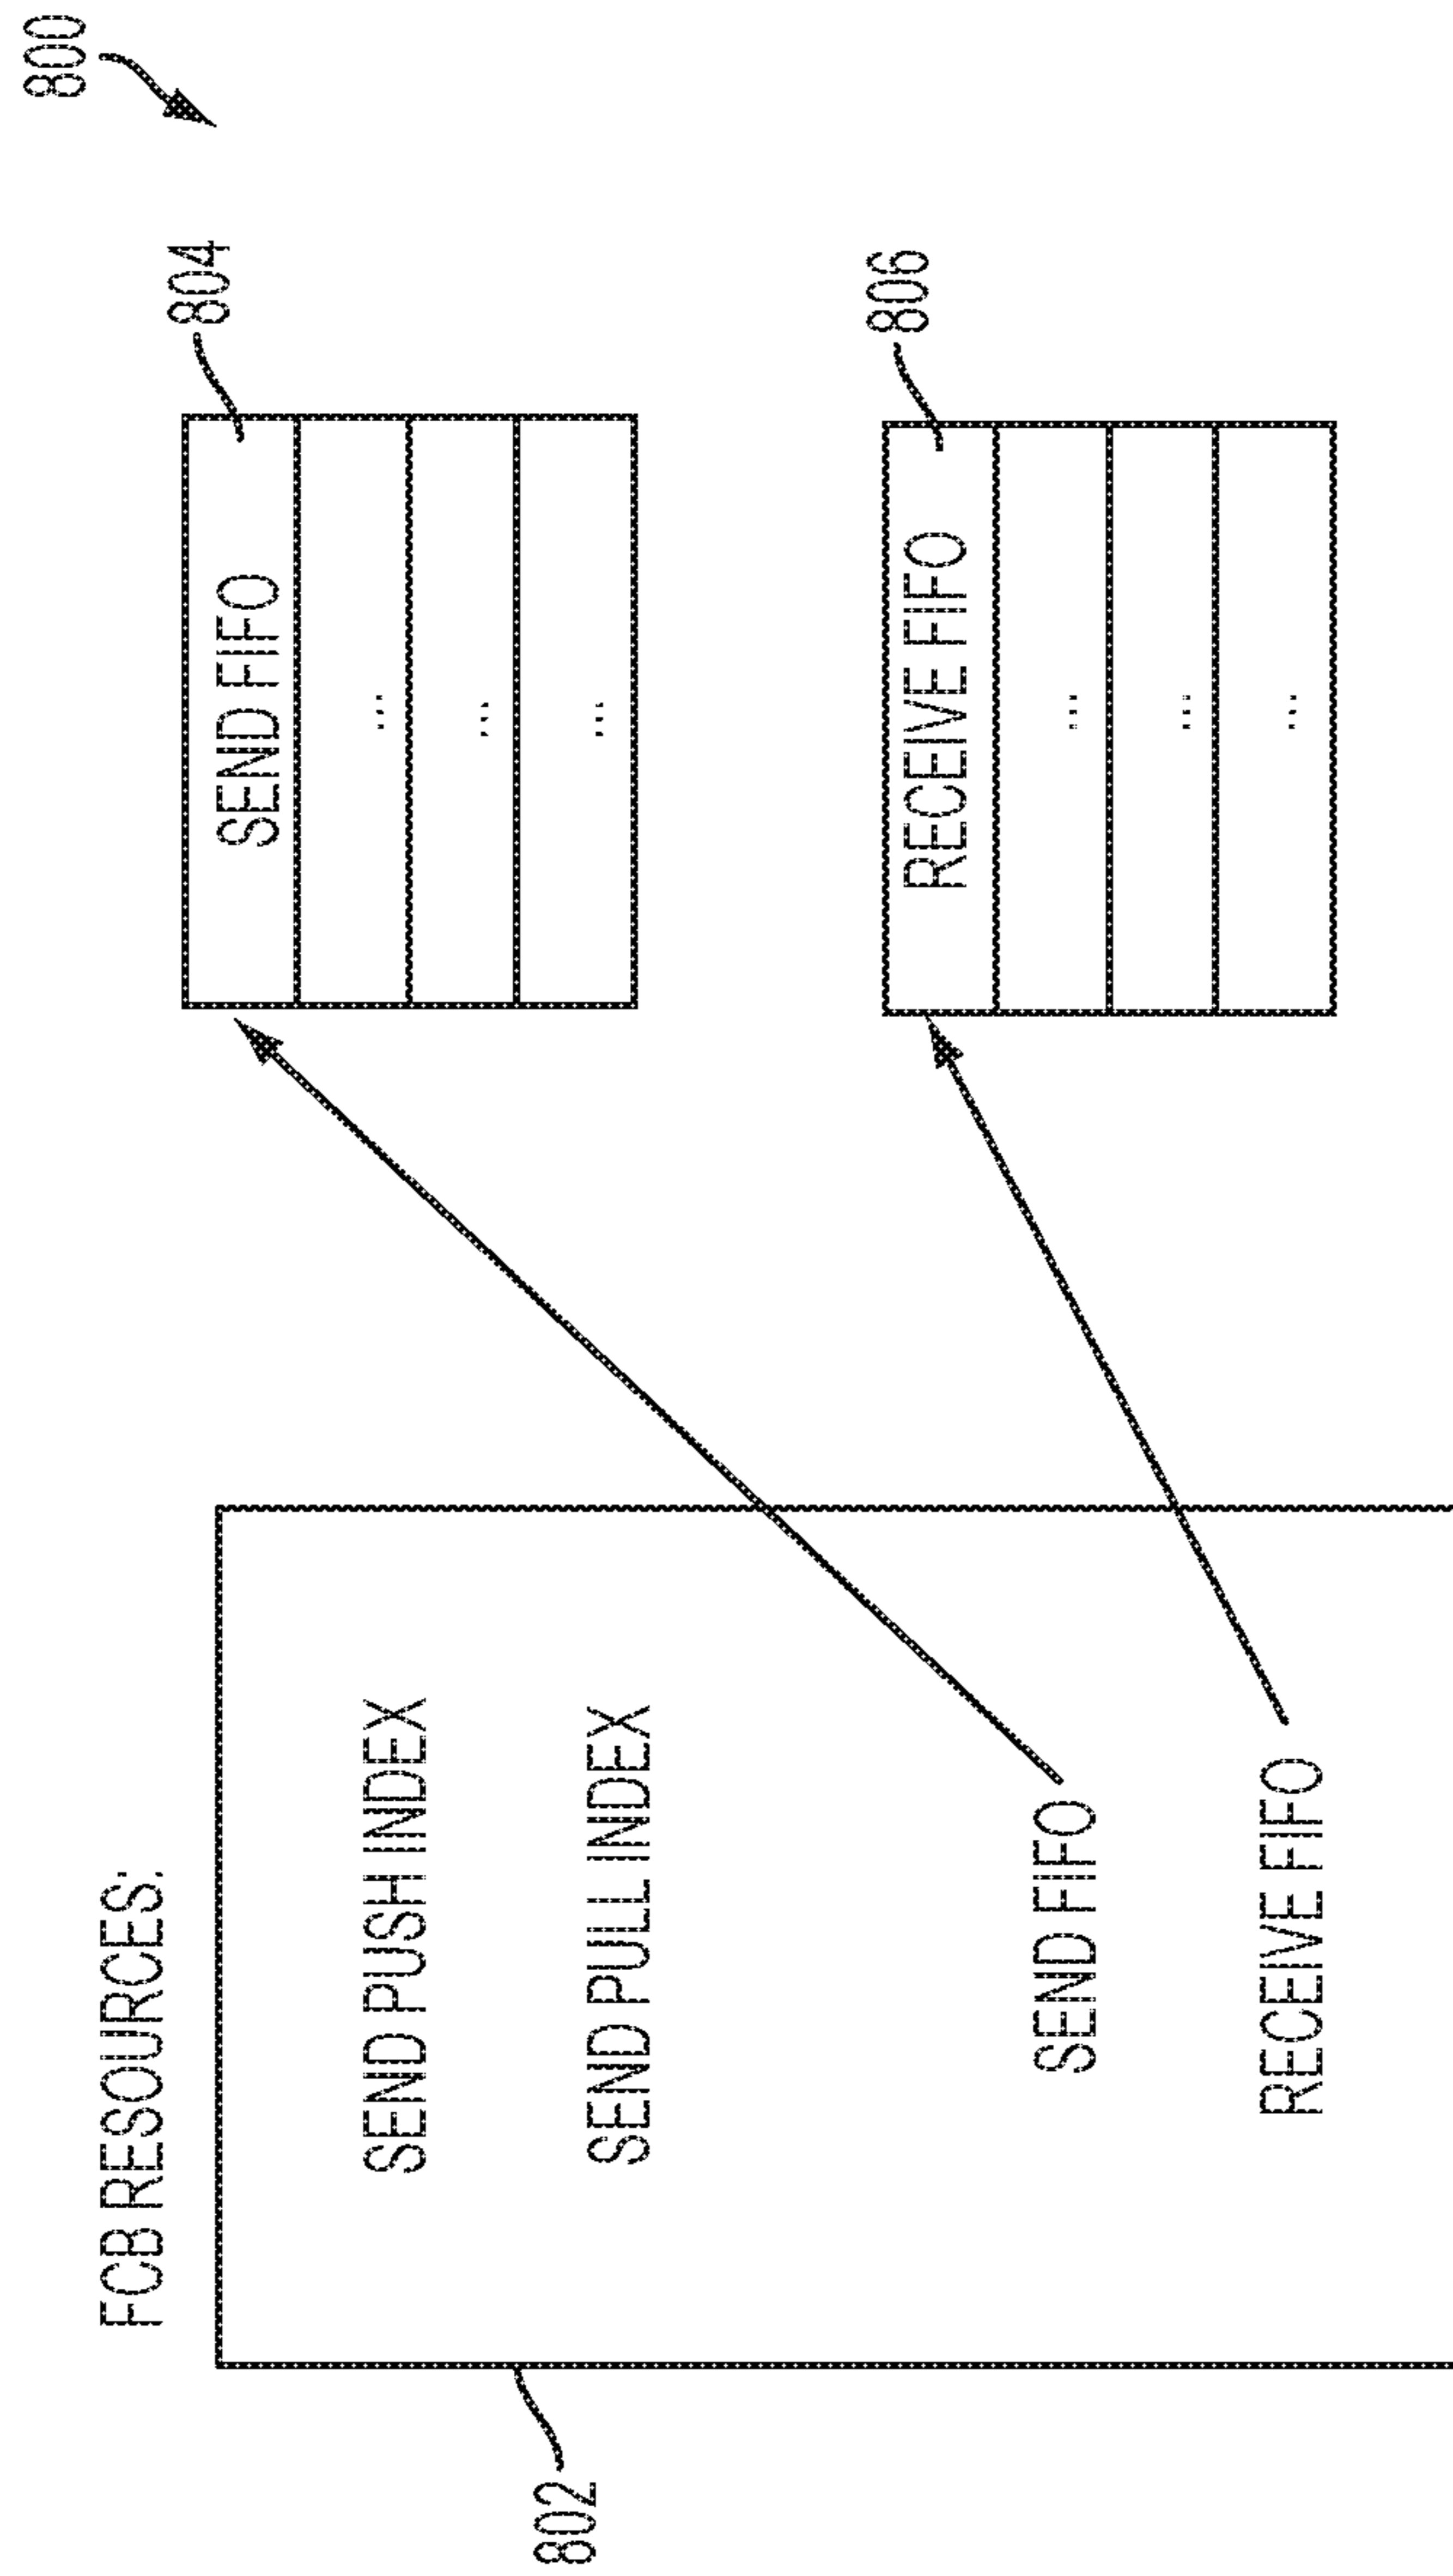 800
FCB RESOURCES:
802
SEND PUSH INDEX
SEND PULL INDEX
SEND FIFO
RECEIVE FIFO
804
SEND FIFO
...
...
...
806
RECEIVE FIFO
...
...
...